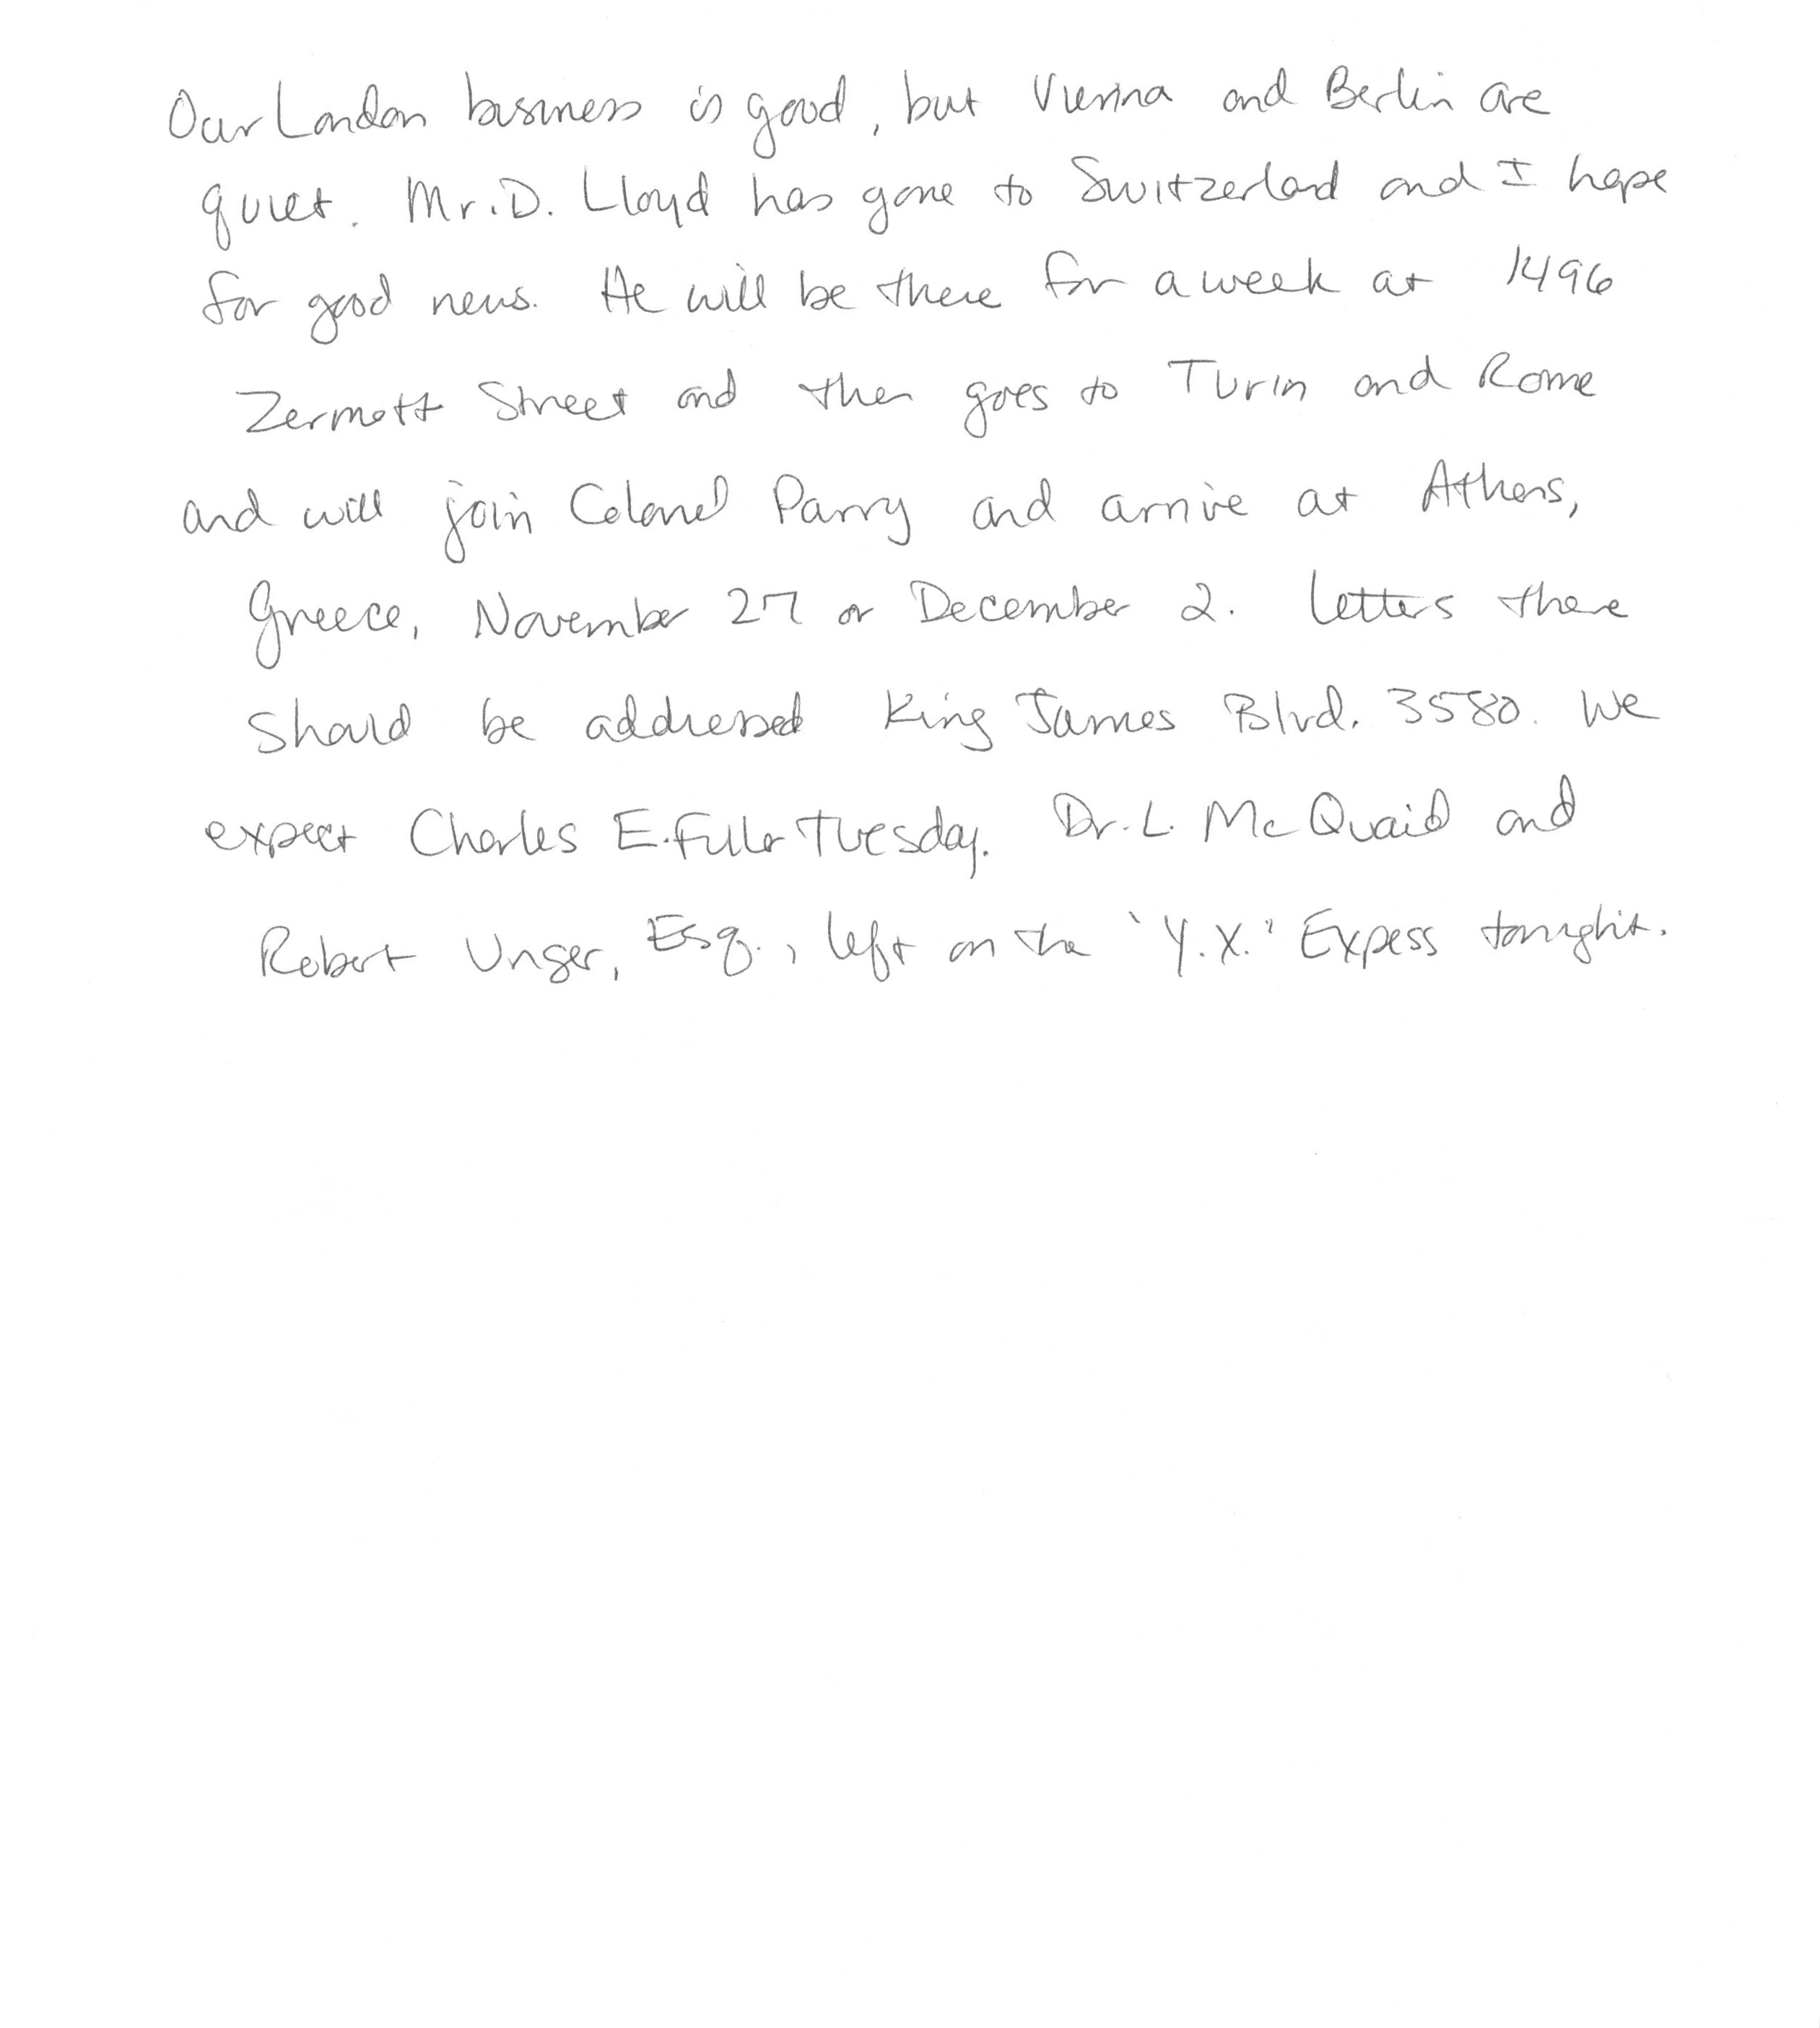 Our London business is good, but Vienna and Berlin are
quiet. Mr. D. Lloyd has gone to Switzerland and I hope
for good news. He will be there for a week at 1496
Zermott Street and then goes to Turin and Rome
and will join Colonel Parry and arrive at Athens,
Greece, November 27 or December 2. Letters there
should be addressed King James Blvd. 3580. We
expect Charles E. Fuller Tuesday. Dr. L. McQuaid and
Robert Unger, Esq., left on the 'Y.X.' Expess tonight.